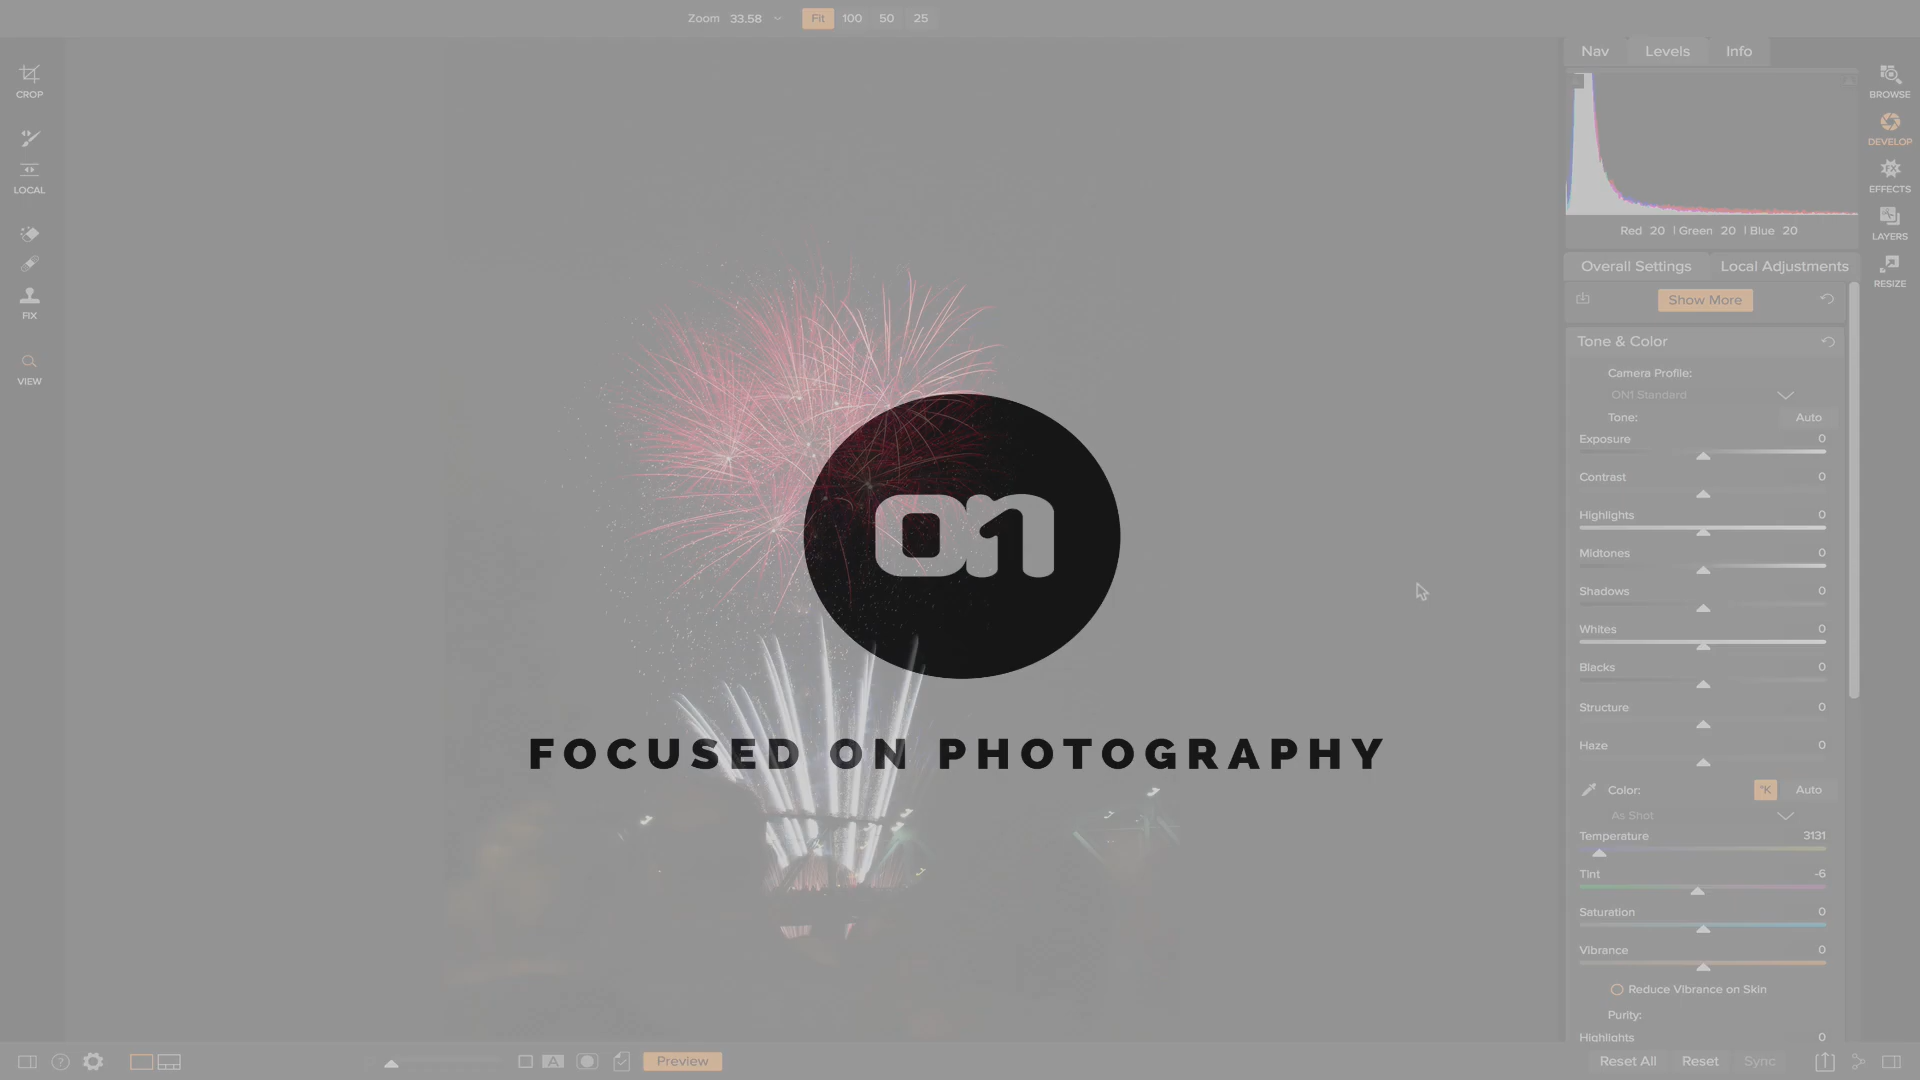 Zoom 33.58 Fit 100 50 25
Nav Levels Info
CROP
LOCAL
FIX
VIEW
BROWSE
DEVELOP
EFFECTS
LAYERS
RESIZE
Red 20 | Green 20 | Blue 20
Overall Settings Local Adjustments
Show More
Tone & Color
Camera Profile:
ON1 Standard
Tone: Auto
Exposure 0
Contrast 0
Highlights 0
Midtones 0
Shadows 0
Whites 0
Blacks 0
Structure 0
Haze 0
Color: °K Auto
As Shot
Temperature 3131
Tint -6
Saturation 0
Vibrance 0
Reduce Vibrance on Skin
Purity:
Highlights 0
on
FOCUSED ON PHOTOGRAPHY
? A Preview
Reset All Reset Sync